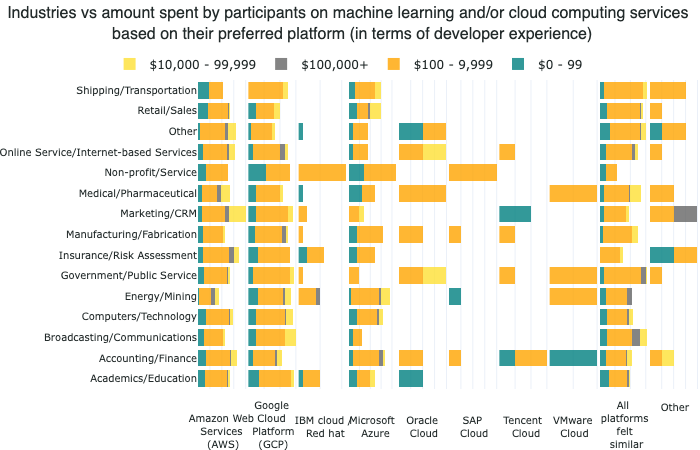 Industries vs amount spent by participants on machine learning and/or cloud computing services
based on their preferred platform (in terms of developer experience)
$10,000 - 99,999 $100,000+ $100 - 9,999 $0 - 99
Shipping/Transportation
Retail/Sales
Other
Online Service/Internet-based Services
Non-profit/Service
Medical/Pharmaceutical
Marketing/CRM
Manufacturing/Fabrication
Insurance/Risk Assessment
Government/Public Service
Energy/Mining
Computers/Technology
Broadcasting/Communications
Accounting/Finance
Academics/Education
Amazon Web
Services
(AWS)
Google
Cloud
Platform
(GCP)
IBM cloud /
Red hat
Microsoft
Azure
Oracle
Cloud
SAP
Cloud
Tencent
Cloud
VMware
Cloud
All
platforms
felt
similar
Other